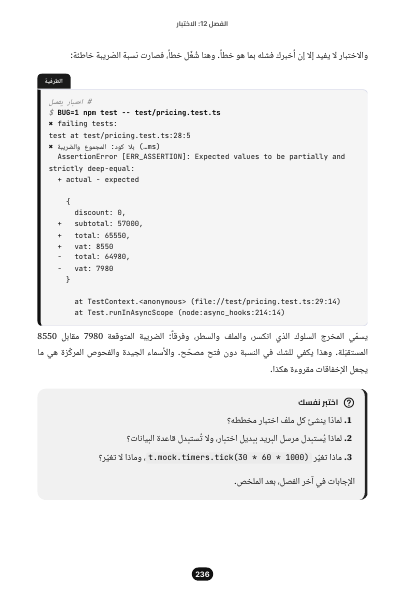 الفصل 12: الاختبار
والاختبار لا يفيد إلا إن أخبرك فشله بما هو خطأ. وهنا شُغّل خطأً، فصارت نسبة الضريبة خاطئة:
الطرفية
# اختبار يفشل
$ BUG=1 npm test -- test/pricing.test.ts
✖ failing tests:
test at test/pricing.test.ts:28:5
✖ بلا كود: المجموع والضريبة (…ms)
AssertionError [ERR_ASSERTION]: Expected values to be partially and
strictly deep-equal:
+ actual - expected
{
discount: 0,
+ subtotal: 57000,
+ total: 65550,
+ vat: 8550
- total: 64980,
- vat: 7980
}
at TestContext.<anonymous> (file://test/pricing.test.ts:29:14)
at Test.runInAsyncScope (node:async_hooks:214:14)
يسمّي المخرج السلوك الذي انكسر، والملف والسطر، وفرقاً: الضريبة المتوقعة 7980 مقابل 8550
المستقبَلة. وهذا يكفي للشك في النسبة دون فتح مصحّح. والأسماء الجيدة والفحوص المركّزة هي ما
يجعل الإخفاقات مقروءة هكذا.
اختبر نفسك
1. لماذا ينشئ كل ملف اختبار مخططه؟
2. لماذا يُستبدل مرسل البريد ببديل اختبار، ولا تُستبدل قاعدة البيانات؟
3. ماذا تغيّر t.mock.timers.tick(30 * 60 * 1000)، وماذا لا تغيّر؟
الإجابات في آخر الفصل، بعد الملخص.
236